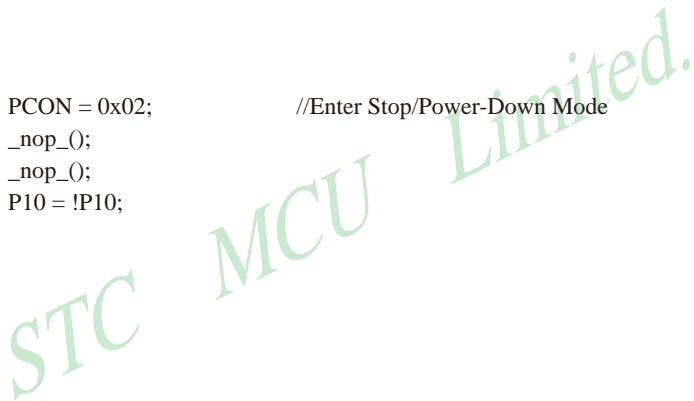 PCON = 0x02; //Enter Stop/Power-Down Mode
_nop_();
_nop_();
P10 = !P10;
STC MCU Limited.